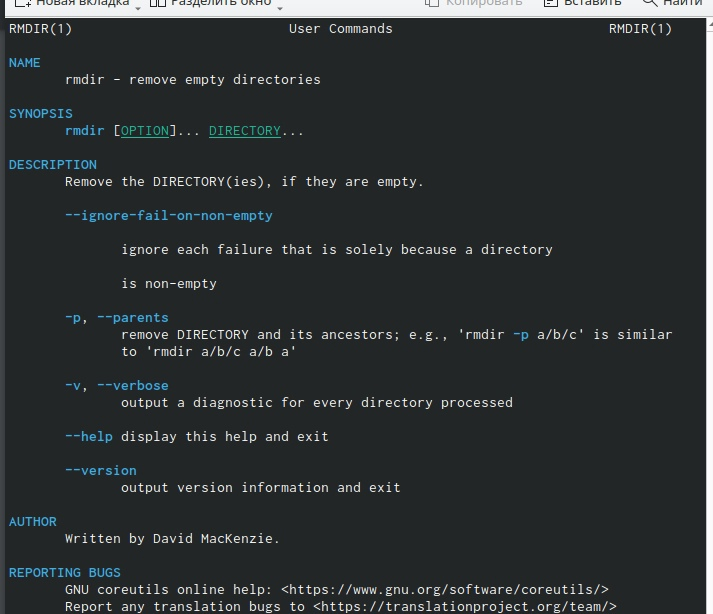 Новая вкладка Разделить окно Копировать Вставить Найти
RMDIR(1) User Commands RMDIR(1)
NAME
rmdir - remove empty directories
SYNOPSIS
rmdir [OPTION]... DIRECTORY...
DESCRIPTION
Remove the DIRECTORY(ies), if they are empty.
--ignore-fail-on-non-empty
ignore each failure that is solely because a directory
is non-empty
-p, --parents
remove DIRECTORY and its ancestors; e.g., 'rmdir -p a/b/c' is similar
to 'rmdir a/b/c a/b a'
-v, --verbose
output a diagnostic for every directory processed
--help display this help and exit
--version
output version information and exit
AUTHOR
Written by David MacKenzie.
REPORTING BUGS
GNU coreutils online help: <https://www.gnu.org/software/coreutils/>
Report any translation bugs to <https://translationproject.org/team/>